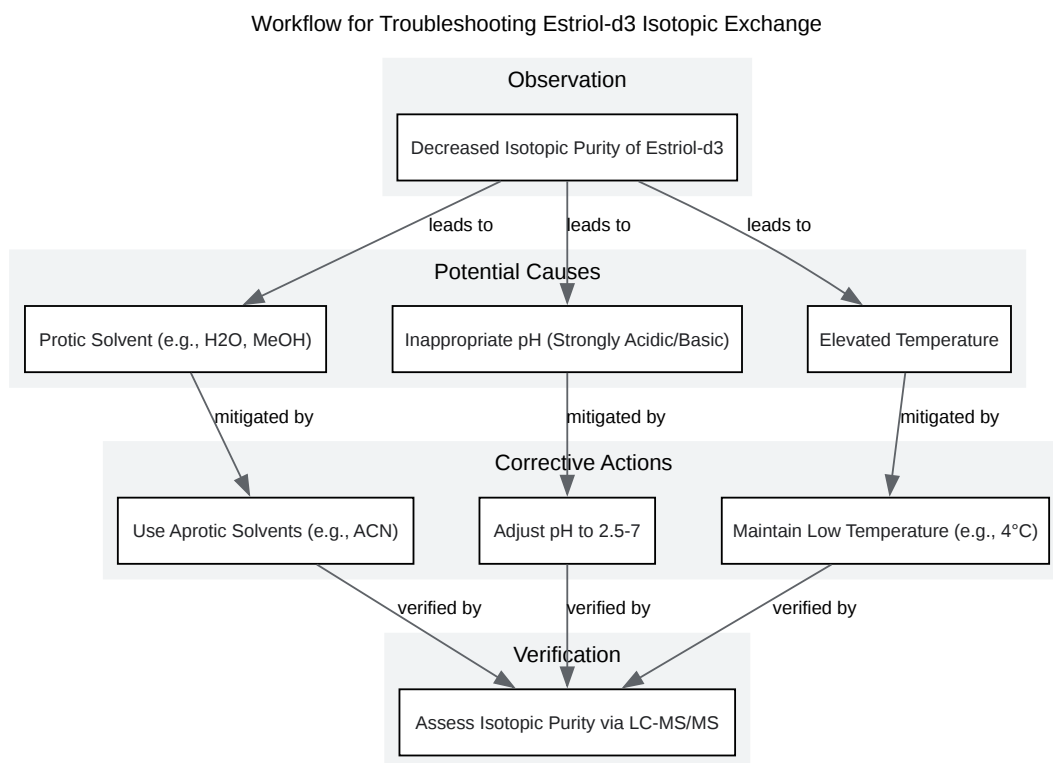 Workflow for Troubleshooting Estriol-d3 Isotopic Exchange
Observation
Decreased Isotopic Purity of Estriol-d3
leads to
leads to
leads to
Potential Causes
Protic Solvent (e.g., H2O, MeOH)
Inappropriate pH (Strongly Acidic/Basic)
Elevated Temperature
mitigated by
mitigated by
mitigated by
Corrective Actions
Use Aprotic Solvents (e.g., ACN)
Adjust pH to 2.5-7
Maintain Low Temperature (e.g., 4°C)
verified by
verified by
verified by
Verification
Assess Isotopic Purity via LC-MS/MS